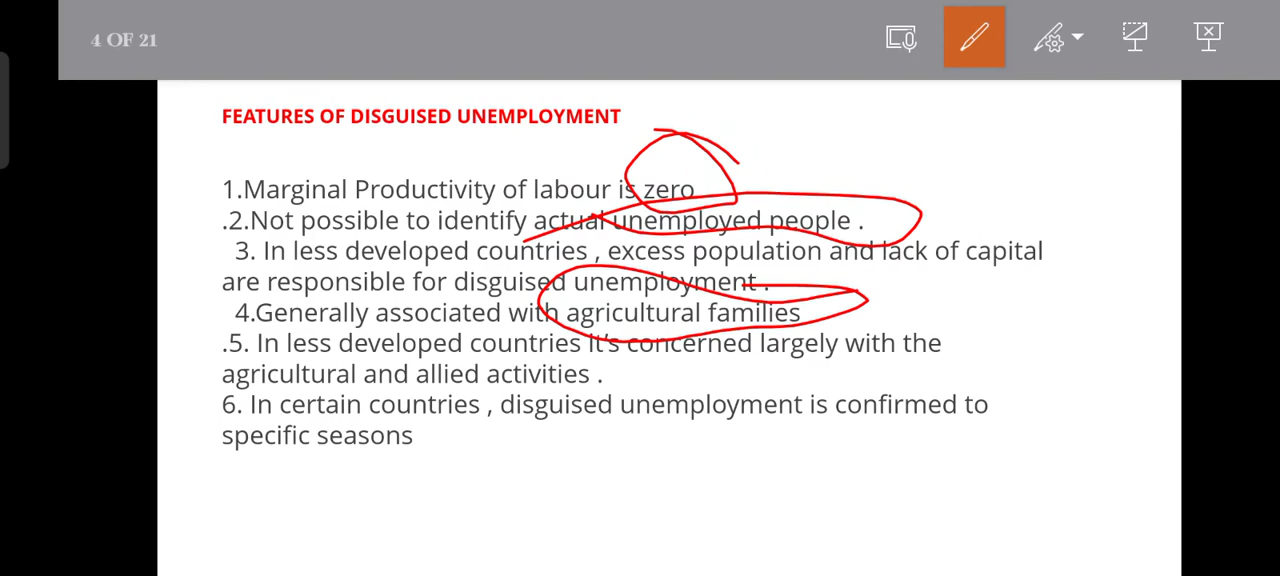 4 OF 21
FEATURES OF DISGUISED UNEMPLOYMENT
1.Marginal Productivity of labour is zero
.2.Not possible to identify actual unemployed people .
3. In less developed countries , excess population and lack of capital
are responsible for disguised unemployment .
4.Generally associated with agricultural families
.5. In less developed countries it's concerned largely with the
agricultural and allied activities .
6. In certain countries , disguised unemployment is confirmed to
specific seasons